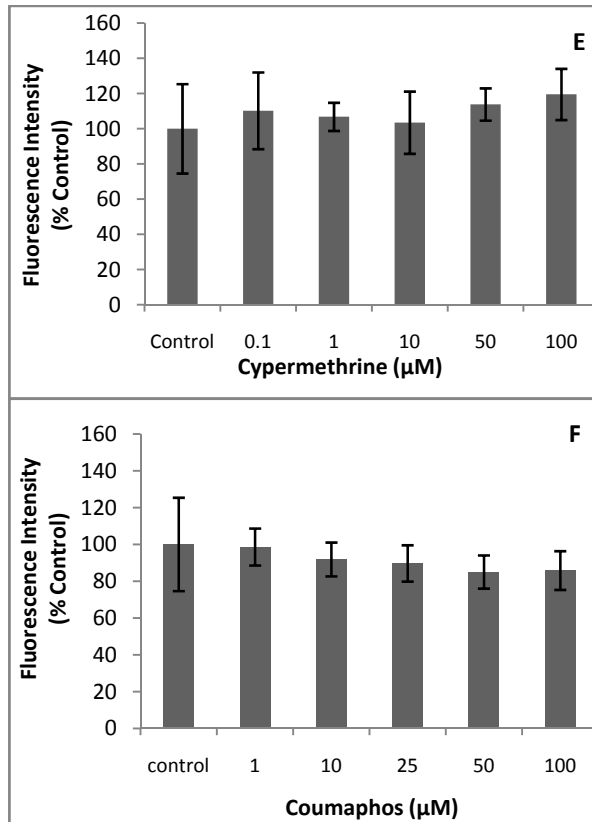 E
Fluorescence Intensity
(% Control)
160
140
120
100
80
60
40
20
0
Control 0.1 1 10 50 100
Cypermethrine (µM)
F
Fluorescence Intensity
(% Control)
160
140
120
100
80
60
40
20
0
control 1 10 25 50 100
Coumaphos (µM)